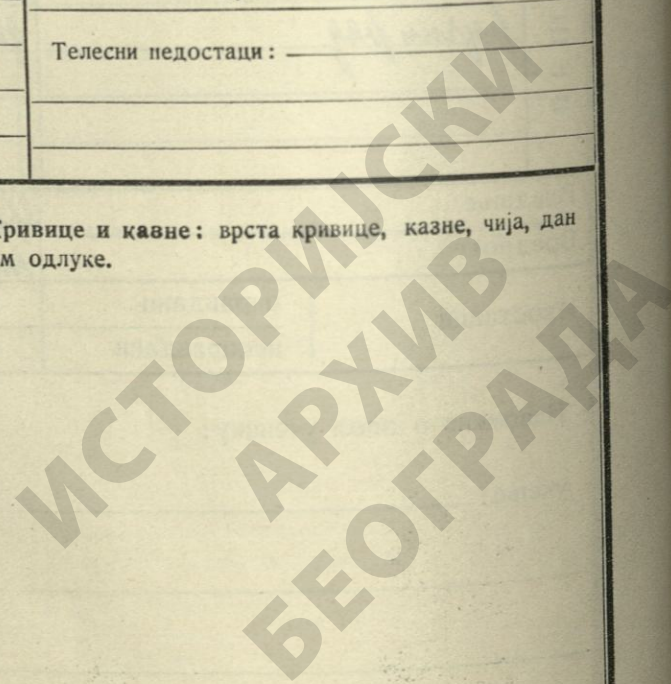 Телесни недостаци:
Кривице и казне: врста кривице, казне, чија, дан
м одлуке.
ИСТОРИЈСКИ
АРХИВ
БЕОГРАДА